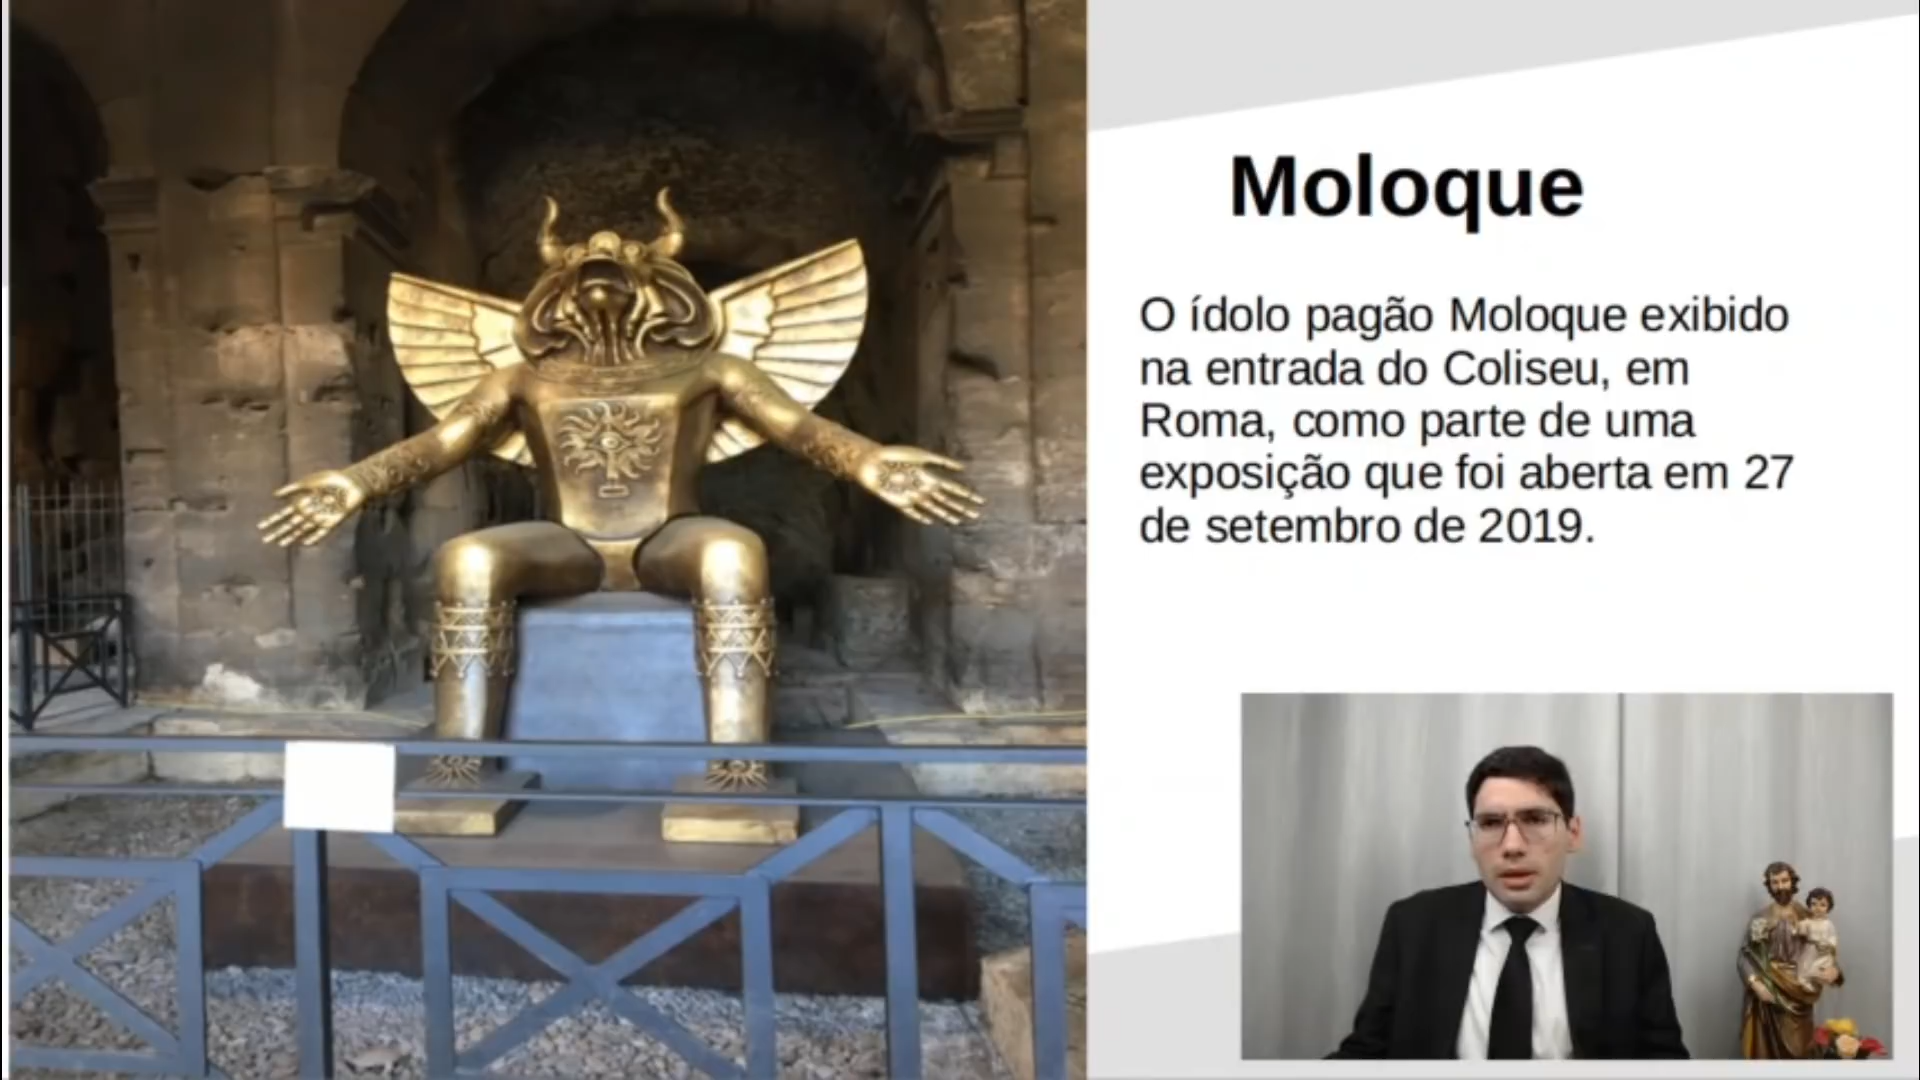 Moloque
O ídolo pagão Moloque exibido
na entrada do Coliseu, em
Roma, como parte de uma
exposição que foi aberta em 27
de setembro de 2019.